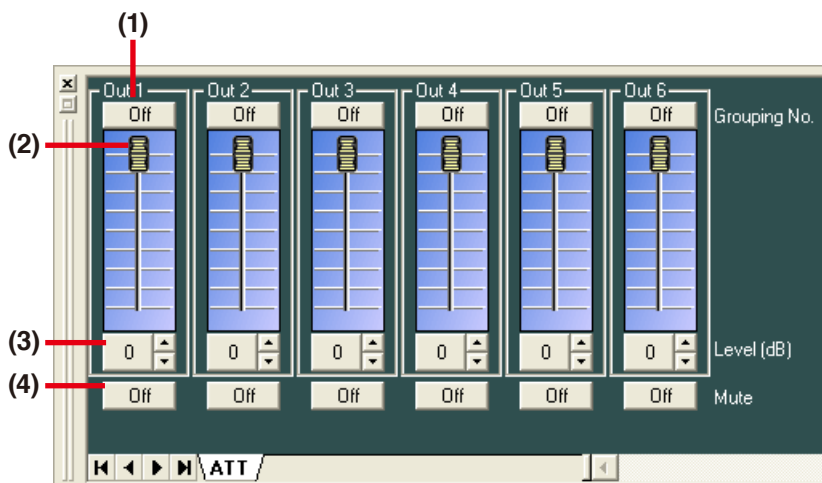 (1)
Out 1 Out 2 Out 3 Out 4 Out 5 Out 6
Off Off Off Off Off Off Grouping No.
(2)
(3) 0 0 0 0 0 0 Level (dB)
(4) Off Off Off Off Off Off Mute
ATT